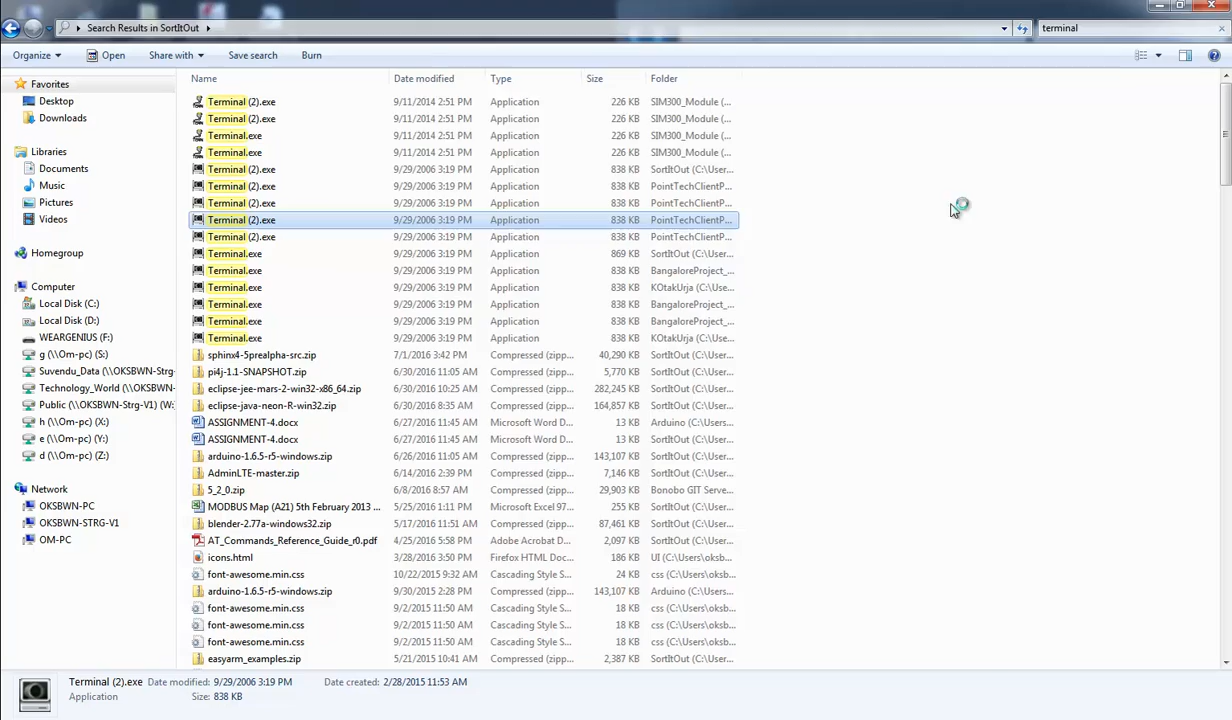 Search Results in SortItOut
terminal
Organize Open Share with Save search Burn
Name Date modified Type Size Folder
Terminal (2).exe 9/11/2014 2:51 PM Application 226 KB SIM300_Module (...
Terminal (2).exe 9/11/2014 2:51 PM Application 226 KB SIM300_Module (...
Terminal.exe 9/11/2014 2:51 PM Application 226 KB SIM300_Module (...
Terminal.exe 9/11/2014 2:51 PM Application 226 KB SIM300_Module (...
Terminal (2).exe 9/29/2006 3:19 PM Application 838 KB SortItOut (C:\User...
Terminal (2).exe 9/29/2006 3:19 PM Application 838 KB PointTechClientP...
Terminal (2).exe 9/29/2006 3:19 PM Application 838 KB PointTechClientP...
Terminal (2).exe 9/29/2006 3:19 PM Application 838 KB PointTechClientP...
Terminal (2).exe 9/29/2006 3:19 PM Application 838 KB PointTechClientP...
Terminal.exe 9/29/2006 3:19 PM Application 869 KB SortItOut (C:\User...
Terminal.exe 9/29/2006 3:19 PM Application 838 KB BangaloreProject_...
Terminal.exe 9/29/2006 3:19 PM Application 838 KB KOtakUrja (C:\Use...
Terminal.exe 9/29/2006 3:19 PM Application 838 KB BangaloreProject_...
Terminal.exe 9/29/2006 3:19 PM Application 838 KB BangaloreProject_...
Terminal.exe 9/29/2006 3:19 PM Application 838 KB KOtakUrja (C:\Use...
sphinx4-5prealpha-src.zip 7/1/2016 3:42 PM Compressed (zipp... 40,290 KB SortItOut (C:\User...
pi4j-1.1-SNAPSHOT.zip 6/30/2016 11:05 AM Compressed (zipp... 5,770 KB SortItOut (C:\User...
eclipse-jee-mars-2-win32-x86_64.zip 6/30/2016 10:25 AM Compressed (zipp... 282,245 KB SortItOut (C:\User...
eclipse-java-neon-R-win32.zip 6/30/2016 8:35 AM Compressed (zipp... 164,857 KB SortItOut (C:\User...
ASSIGNMENT-4.docx 6/27/2016 11:45 AM Microsoft Word D... 13 KB Arduino (C:\Users...
ASSIGNMENT-4.docx 6/27/2016 11:45 AM Microsoft Word D... 13 KB SortItOut (C:\User...
arduino-1.6.5-r5-windows.zip 6/26/2016 11:05 AM Compressed (zipp... 143,107 KB SortItOut (C:\User...
AdminLTE-master.zip 6/14/2016 2:39 PM Compressed (zipp... 7,146 KB SortItOut (C:\User...
5_2_0.zip 6/8/2016 8:57 AM Compressed (zipp... 29,903 KB Bonobo GIT Serve...
MODBUS Map (A21) 5th February 2013 ... 5/25/2016 1:11 PM Microsoft Excel 97... 255 KB SortItOut (C:\User...
blender-2.77a-windows32.zip 5/17/2016 11:51 AM Compressed (zipp... 87,461 KB SortItOut (C:\User...
AT_Commands_Reference_Guide_r0.pdf 4/25/2016 5:58 PM Adobe Acrobat D... 2,097 KB SortItOut (C:\User...
icons.html 3/28/2016 3:50 PM Firefox HTML Doc... 186 KB UI (C:\Users\oksb...
font-awesome.min.css 10/22/2015 9:32 AM Cascading Style S... 24 KB css (C:\Users\oksb...
arduino-1.6.5-r5-windows.zip 9/30/2015 2:28 PM Compressed (zipp... 143,107 KB Arduino (C:\Users...
font-awesome.min.css 9/2/2015 11:50 AM Cascading Style S... 18 KB css (C:\Users\oksb...
font-awesome.min.css 9/2/2015 11:50 AM Cascading Style S... 18 KB css (C:\Users\oksb...
font-awesome.min.css 9/2/2015 11:50 AM Cascading Style S... 18 KB css (C:\Users\oksb...
easyarm_examples.zip 5/21/2015 10:41 AM Compressed (zipp... 2,387 KB SortItOut (C:\User...
Favorites
Desktop
Downloads
Libraries
Documents
Music
Pictures
Videos
Homegroup
Computer
Local Disk (C:)
Local Disk (D:)
WEARGENIUS (F:)
g (\\Om-pc) (S:)
Suvendu_Data (\\OKSBWN-Strg-
Technology_World (\\OKSBWN-
Public (\\OKSBWN-Strg-V1) (W:
h (\\Om-pc) (X:)
e (\\Om-pc) (Y:)
d (\\Om-pc) (Z:)
Network
OKSBWN-PC
OKSBWN-STRG-V1
OM-PC
Terminal (2).exe Date modified: 9/29/2006 3:19 PM Date created: 2/28/2015 11:53 AM
Application Size: 838 KB